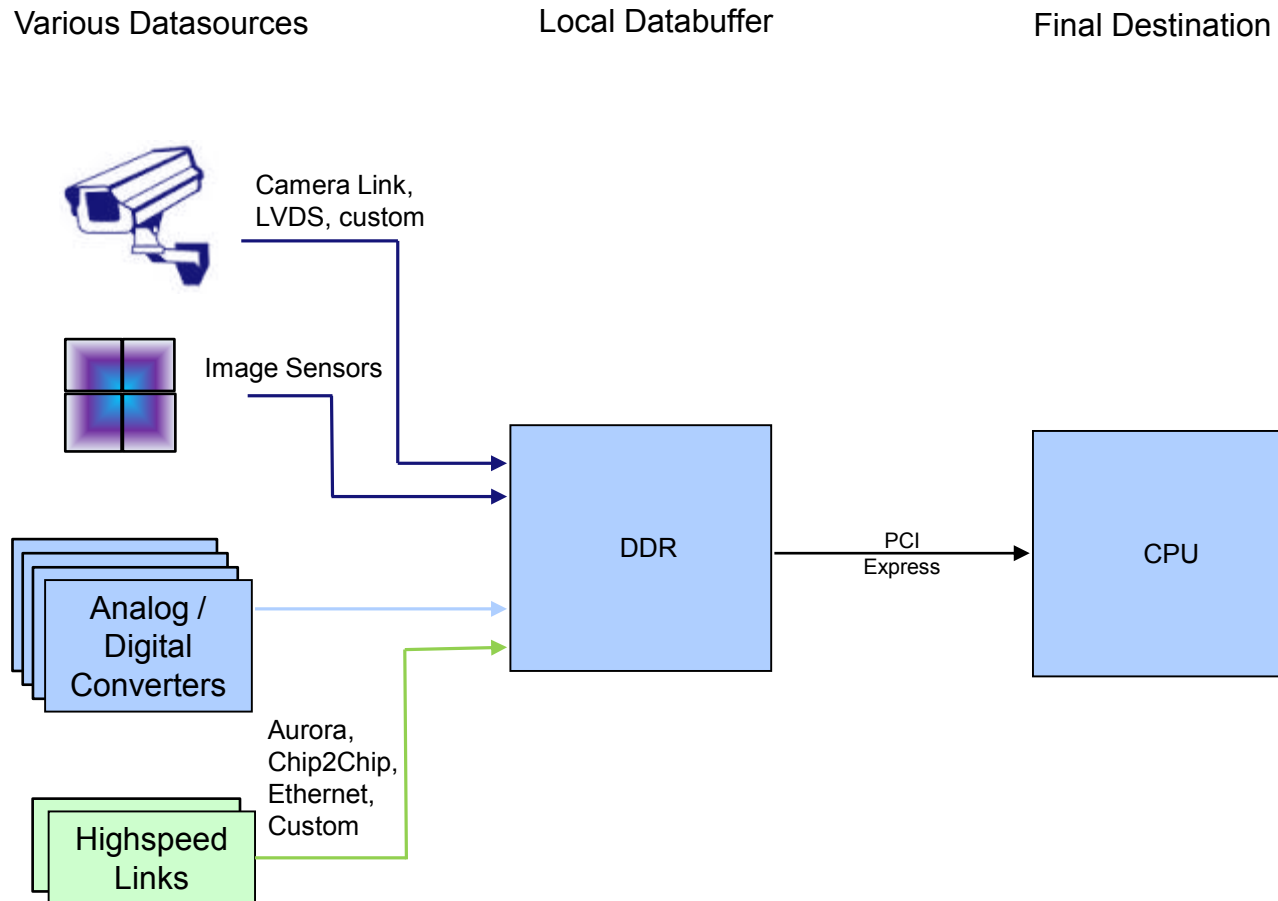 Various Datasources
Local Databuffer
Final Destination
Camera Link,
LVDS, custom
Image Sensors
DDR
PCI
Express
CPU
Analog /
Digital
Converters
Aurora,
Chip2Chip,
Ethernet,
Custom
Highspeed
Links